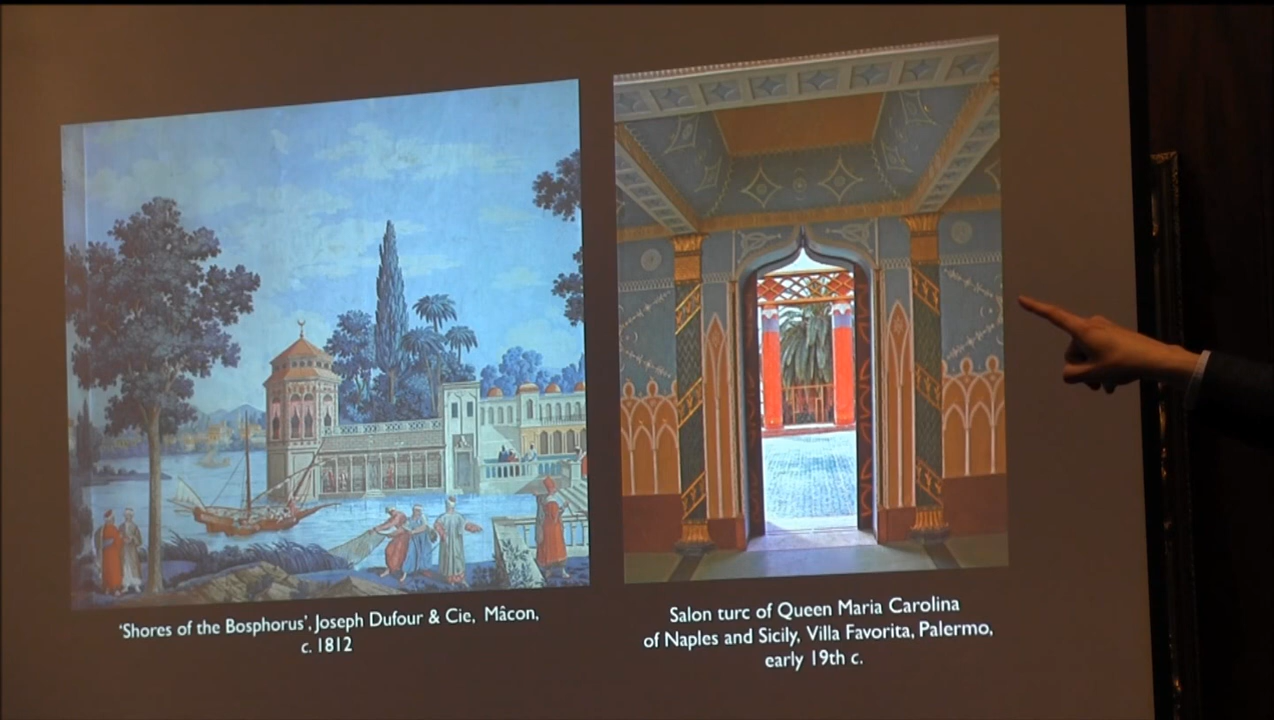 'Shores of the Bosphorus', Joseph Dufour & Cie, Mâcon,
c. 1812
Salon turc of Queen Maria Carolina
of Naples and Sicily, Villa Favorita, Palermo,
early 19th c.